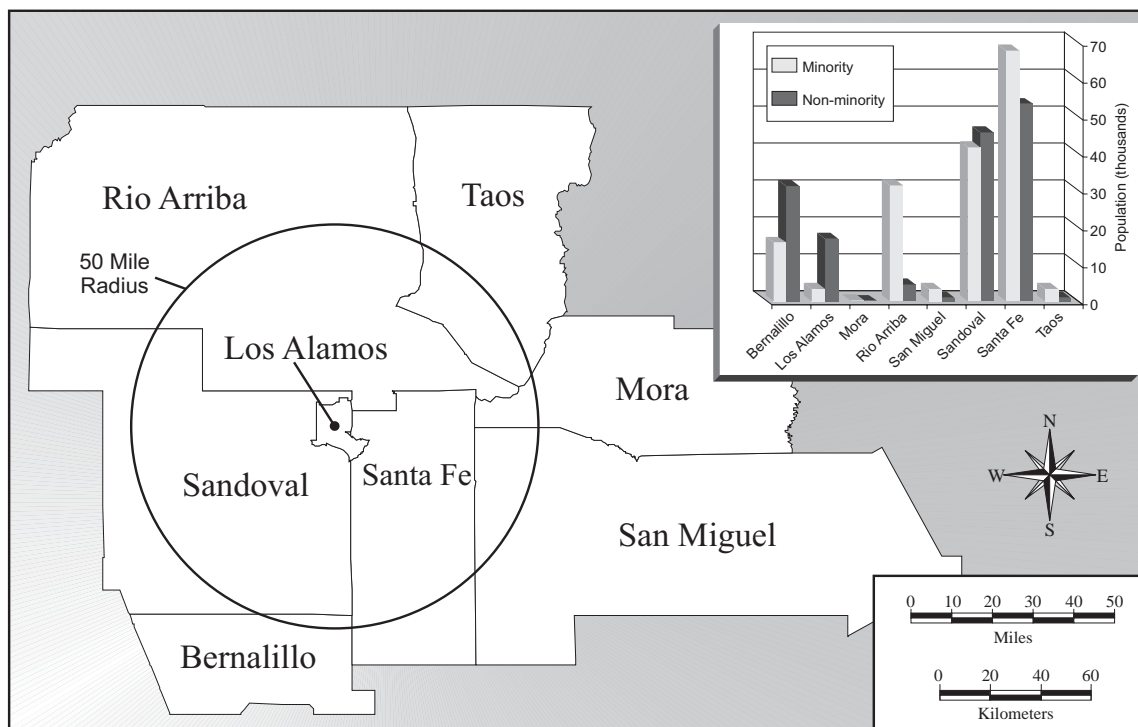 Rio Arriba
Taos
50 Mile
Radius
Los Alamos
Mora
Sandoval
Santa Fe
San Miguel
Bernalillo
Minority
Non-minority
70
60
50
40
30
20
10
0
Population (thousands)
Bernalillo
Los Alamos
Mora
Rio Arriba
San Miguel
Sandoval
Santa Fe
Taos
N
W E
S
0 10 20 30 40 50
Miles
0 20 40 60
Kilometers